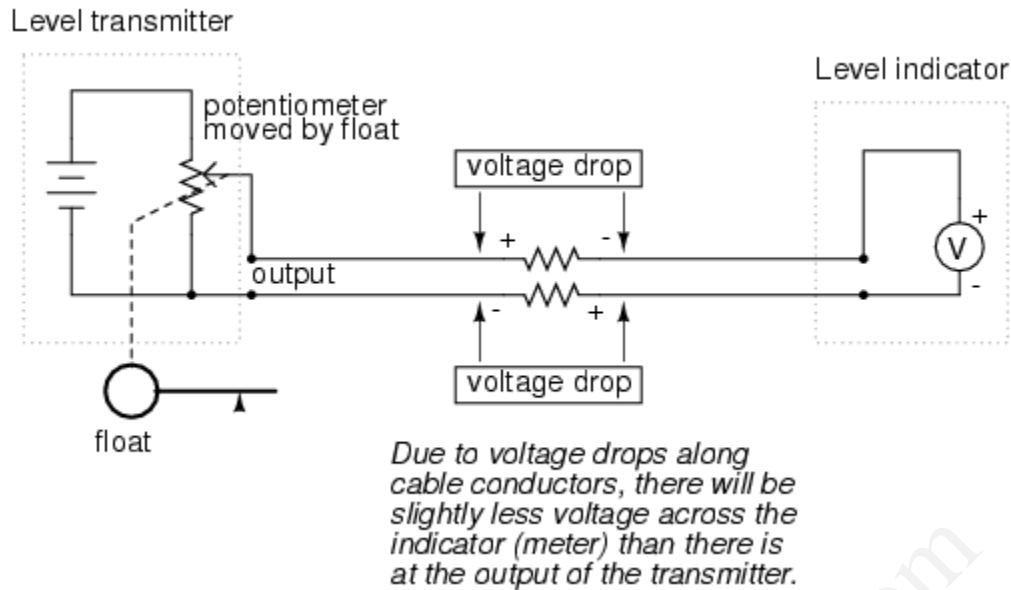 Level transmitter
Level indicator
potentiometer
moved by float
voltage drop
+ -
output
- +
voltage drop
V
+
-
float
Due to voltage drops along
cable conductors, there will be
slightly less voltage across the
indicator (meter) than there is
at the output of the transmitter.